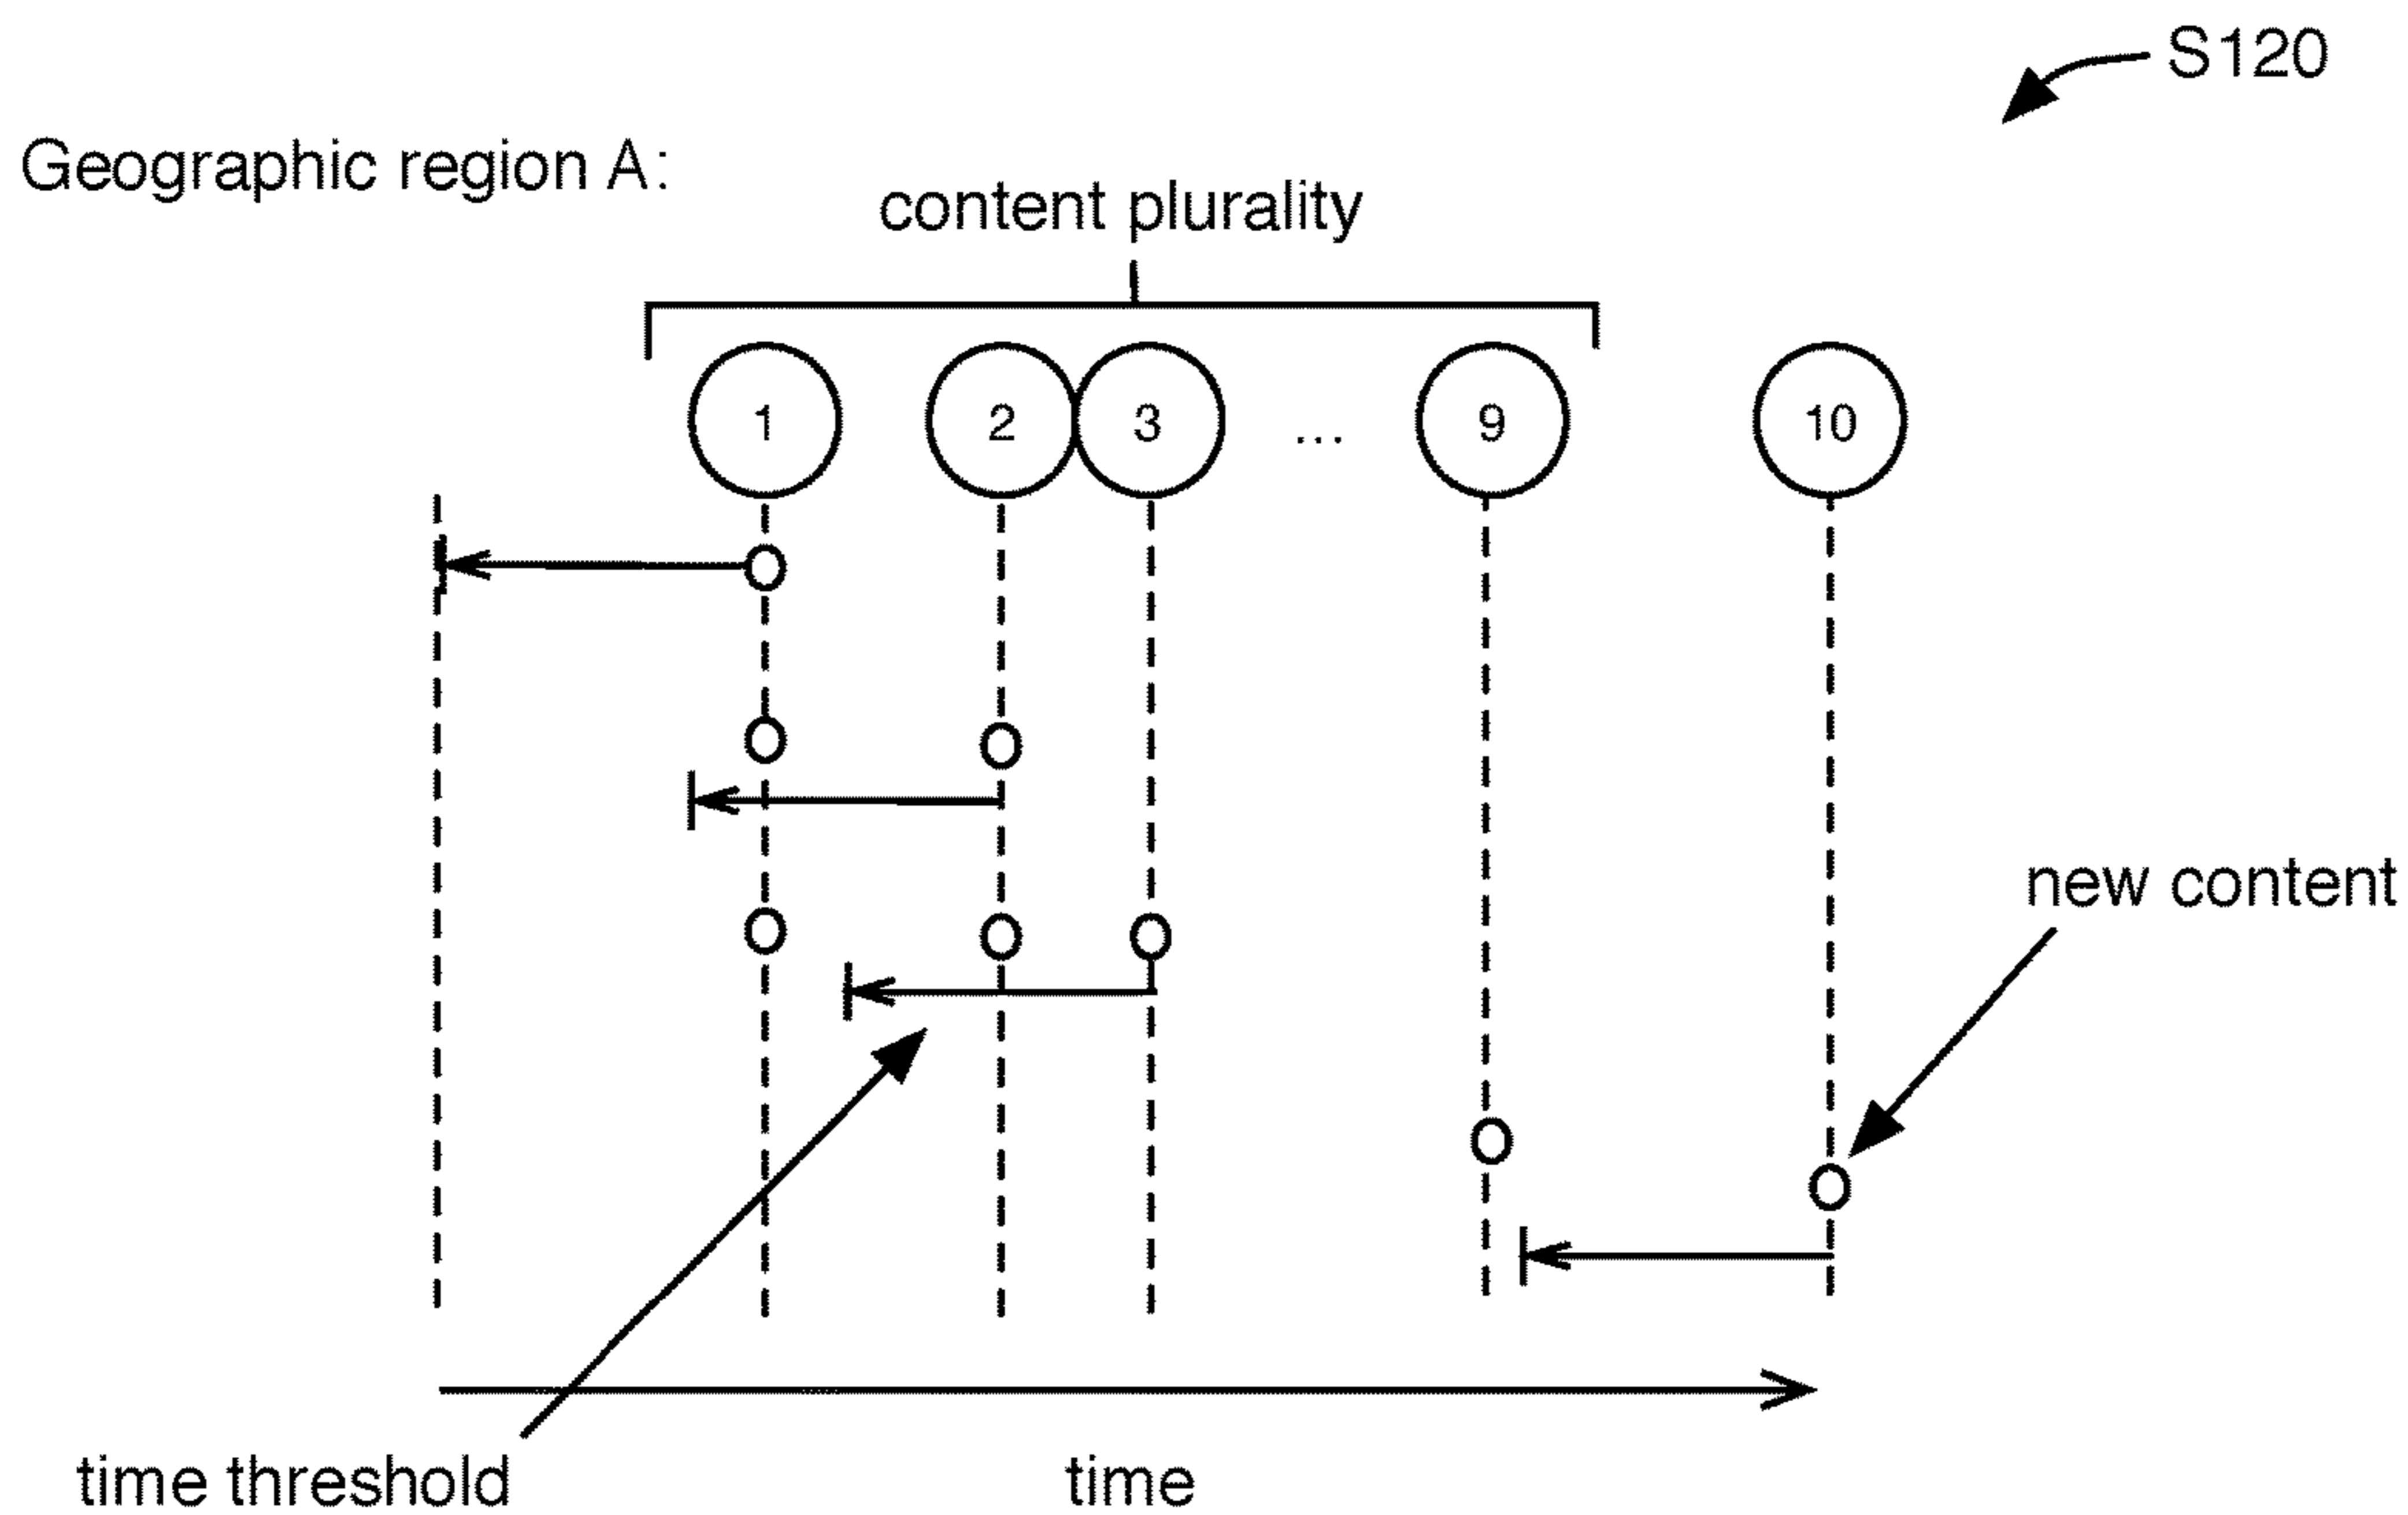 S120
Geographic region A:
content plurality
1 2 3 ... 9 10
new content
time threshold
time